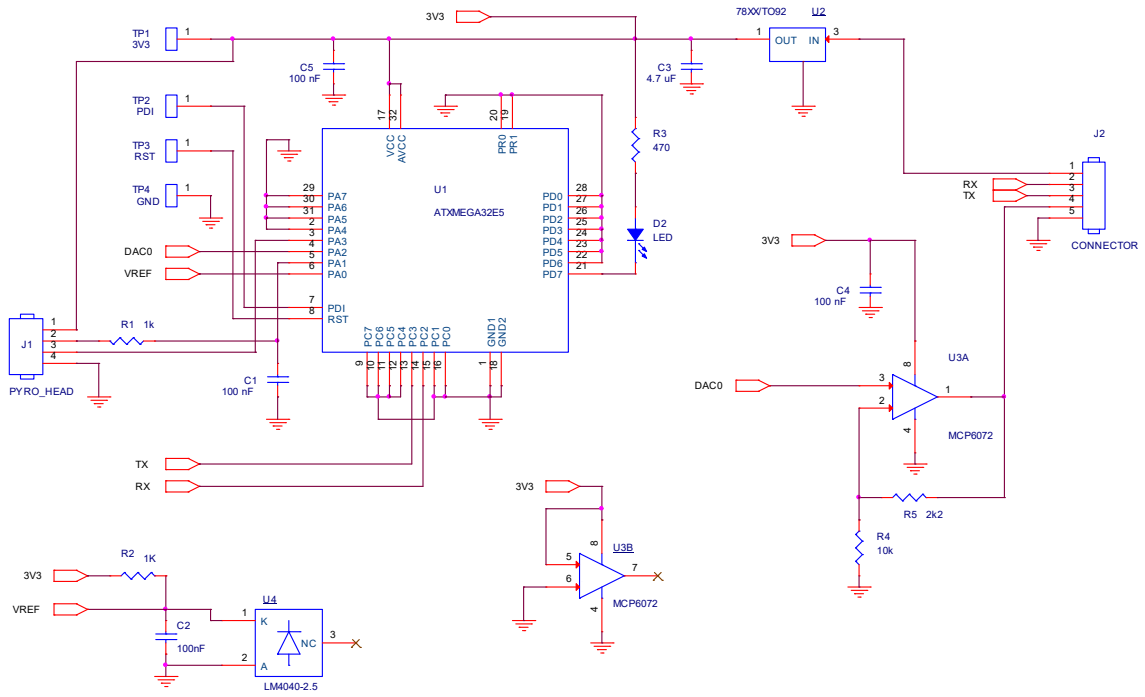 3V3
78XX/TO92
U2
TP1
3V3
1
1
OUT
IN
3
C5
100 nF
C3
4.7 uF
TP2
PDI
1
17
32
20
19
VCC
AVCC
PR0
PR1
R3
470
J2
TP3
RST
1
U1
ATXMEGA32E5
TP4
GND
1
29
30
31
2
3
4
5
6
PA7
PA6
PA5
PA4
PA3
PA2
PA1
PA0
PD0
PD1
PD2
PD3
PD4
PD5
PD6
PD7
28
27
26
25
24
23
22
21
1
2
3
4
5
RX
TX
CONNECTOR
D2
LED
DAC0
VREF
3V3
7
8
PDI
RST
C4
100 nF
J1
1
2
3
4
PYRO_HEAD
R1 1k
PC7
PC6
PC5
PC4
PC3
PC2
PC1
PC0
GND1
GND2
9
10
11
12
13
14
15
16
1
18
C1
100 nF
U3A
DAC0
3
2
8
1
4
MCP6072
TX
RX
3V3
R5 2k2
R4
10k
R2
1K
3V3
VREF
C2
100nF
U4
1
K
2
A
NC
3
LM4040-2.5
U3B
5
6
8
7
4
MCP6072